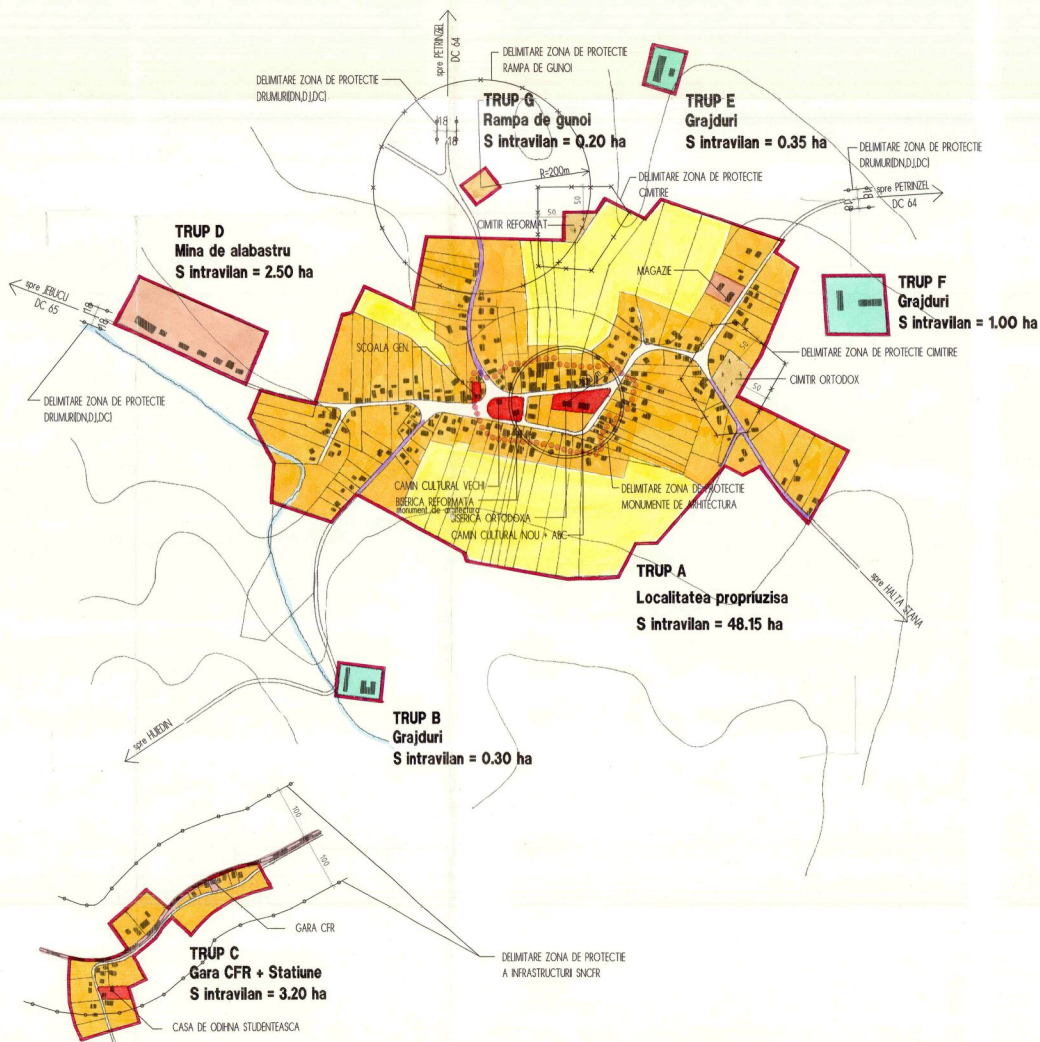 spre PETRINZEL
DC 64
DELIMITARE ZONA DE PROTECTIE
RAMPA DE GUNOI
DELIMITARE ZONA DE PROTECTIE
DRUMURI(DN,DJ,DC)
18
18
TRUP G
Rampa de gunoi
S intravilan = 0.20 ha
R=200m
TRUP E
Grajduri
S intravilan = 0.35 ha
DELIMITARE ZONA DE PROTECTIE
DRUMURI(DN,DJ,DC)
spre PETRINZEL
DC 64
18
18
DELIMITARE ZONA DE PROTECTIE
CIMITIRE
50
50
CIMITIR REFORMAT
TRUP D
Mina de alabastru
S intravilan = 2.50 ha
MAGAZIE
TRUP F
Grajduri
S intravilan = 1.00 ha
spre JEBUCU
DC 65
18
18
SCOALA GEN.
50
50
DELIMITARE ZONA DE PROTECTIE CIMITIRE
CIMITIR ORTODOX
DELIMITARE ZONA DE PROTECTIE
DRUMURI(DN,DJ,DC)
CAMIN CULTURAL VECHI
BISERICA REFORMATA
monument de arhitectura
BISERICA ORTODOXA
CAMIN CULTURAL NOU + ABC
DELIMITARE ZONA DE PROTECTIE
MONUMENTE DE ARHITECTURA
TRUP A
Localitatea propriuzisa
S intravilan = 48.15 ha
spre HALTA STANA
TRUP B
Grajduri
S intravilan = 0.30 ha
spre HUIEDIN
100
100
GARA CFR
TRUP C
Gara CFR + Statiune
S intravilan = 3.20 ha
DELIMITARE ZONA DE PROTECTIE
A INFRASTRUCTURII SNCFR
CASA DE ODIHNA STUDENTEASCA